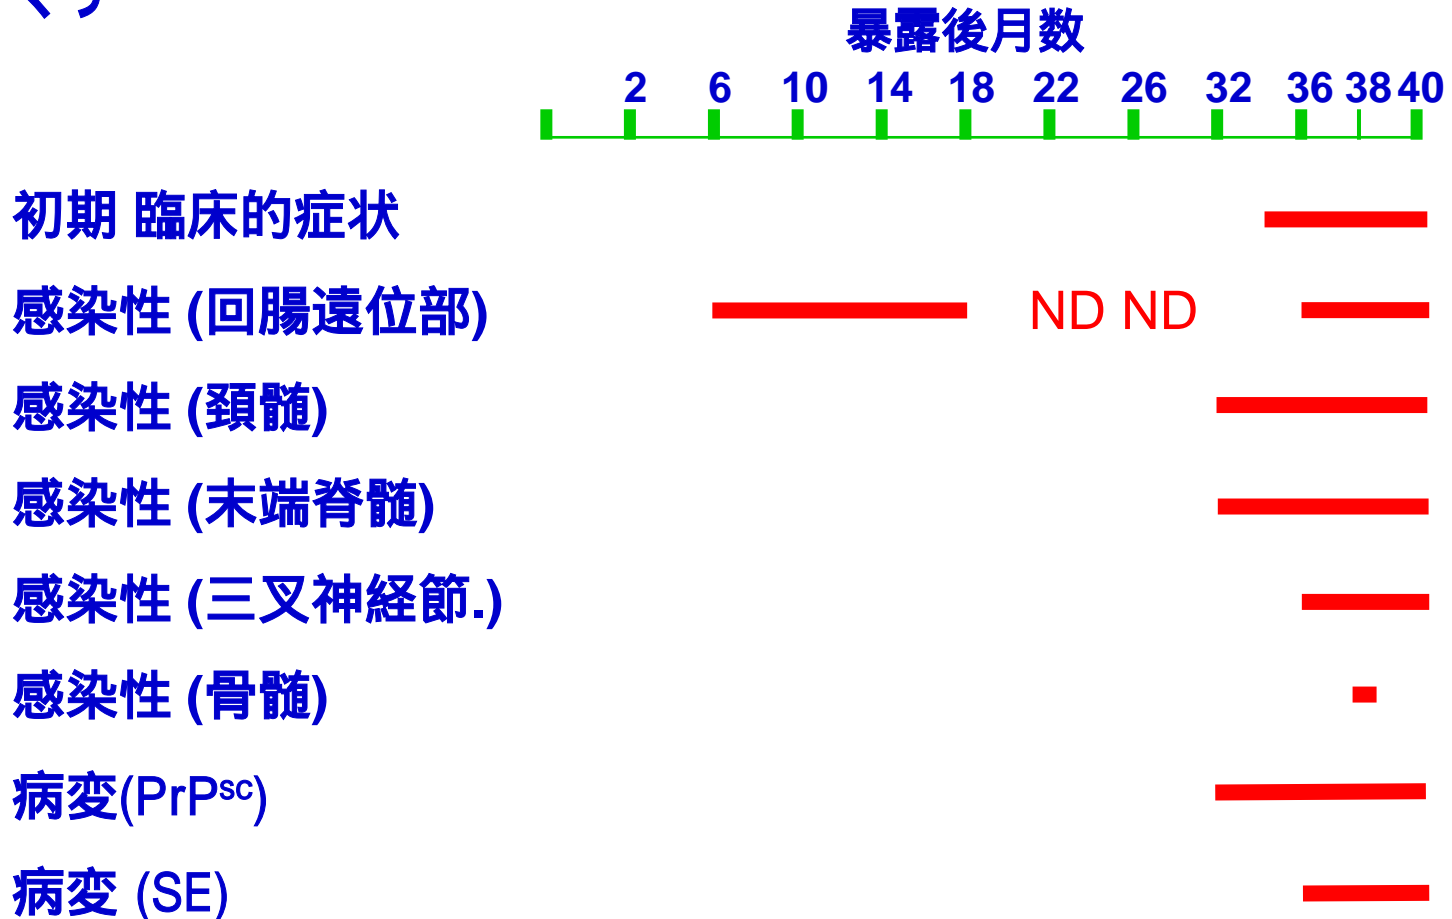 暴露後月数
2 6 10 14 18 22 26 32 36 38 40
初期 臨床的症状
感染性 (回腸遠位部) ND ND
感染性 (頚髄)
感染性 (末端脊髄)
感染性 (三叉神経節.)
感染性 (骨髄)
病変(PrPsc)
病変 (SE)